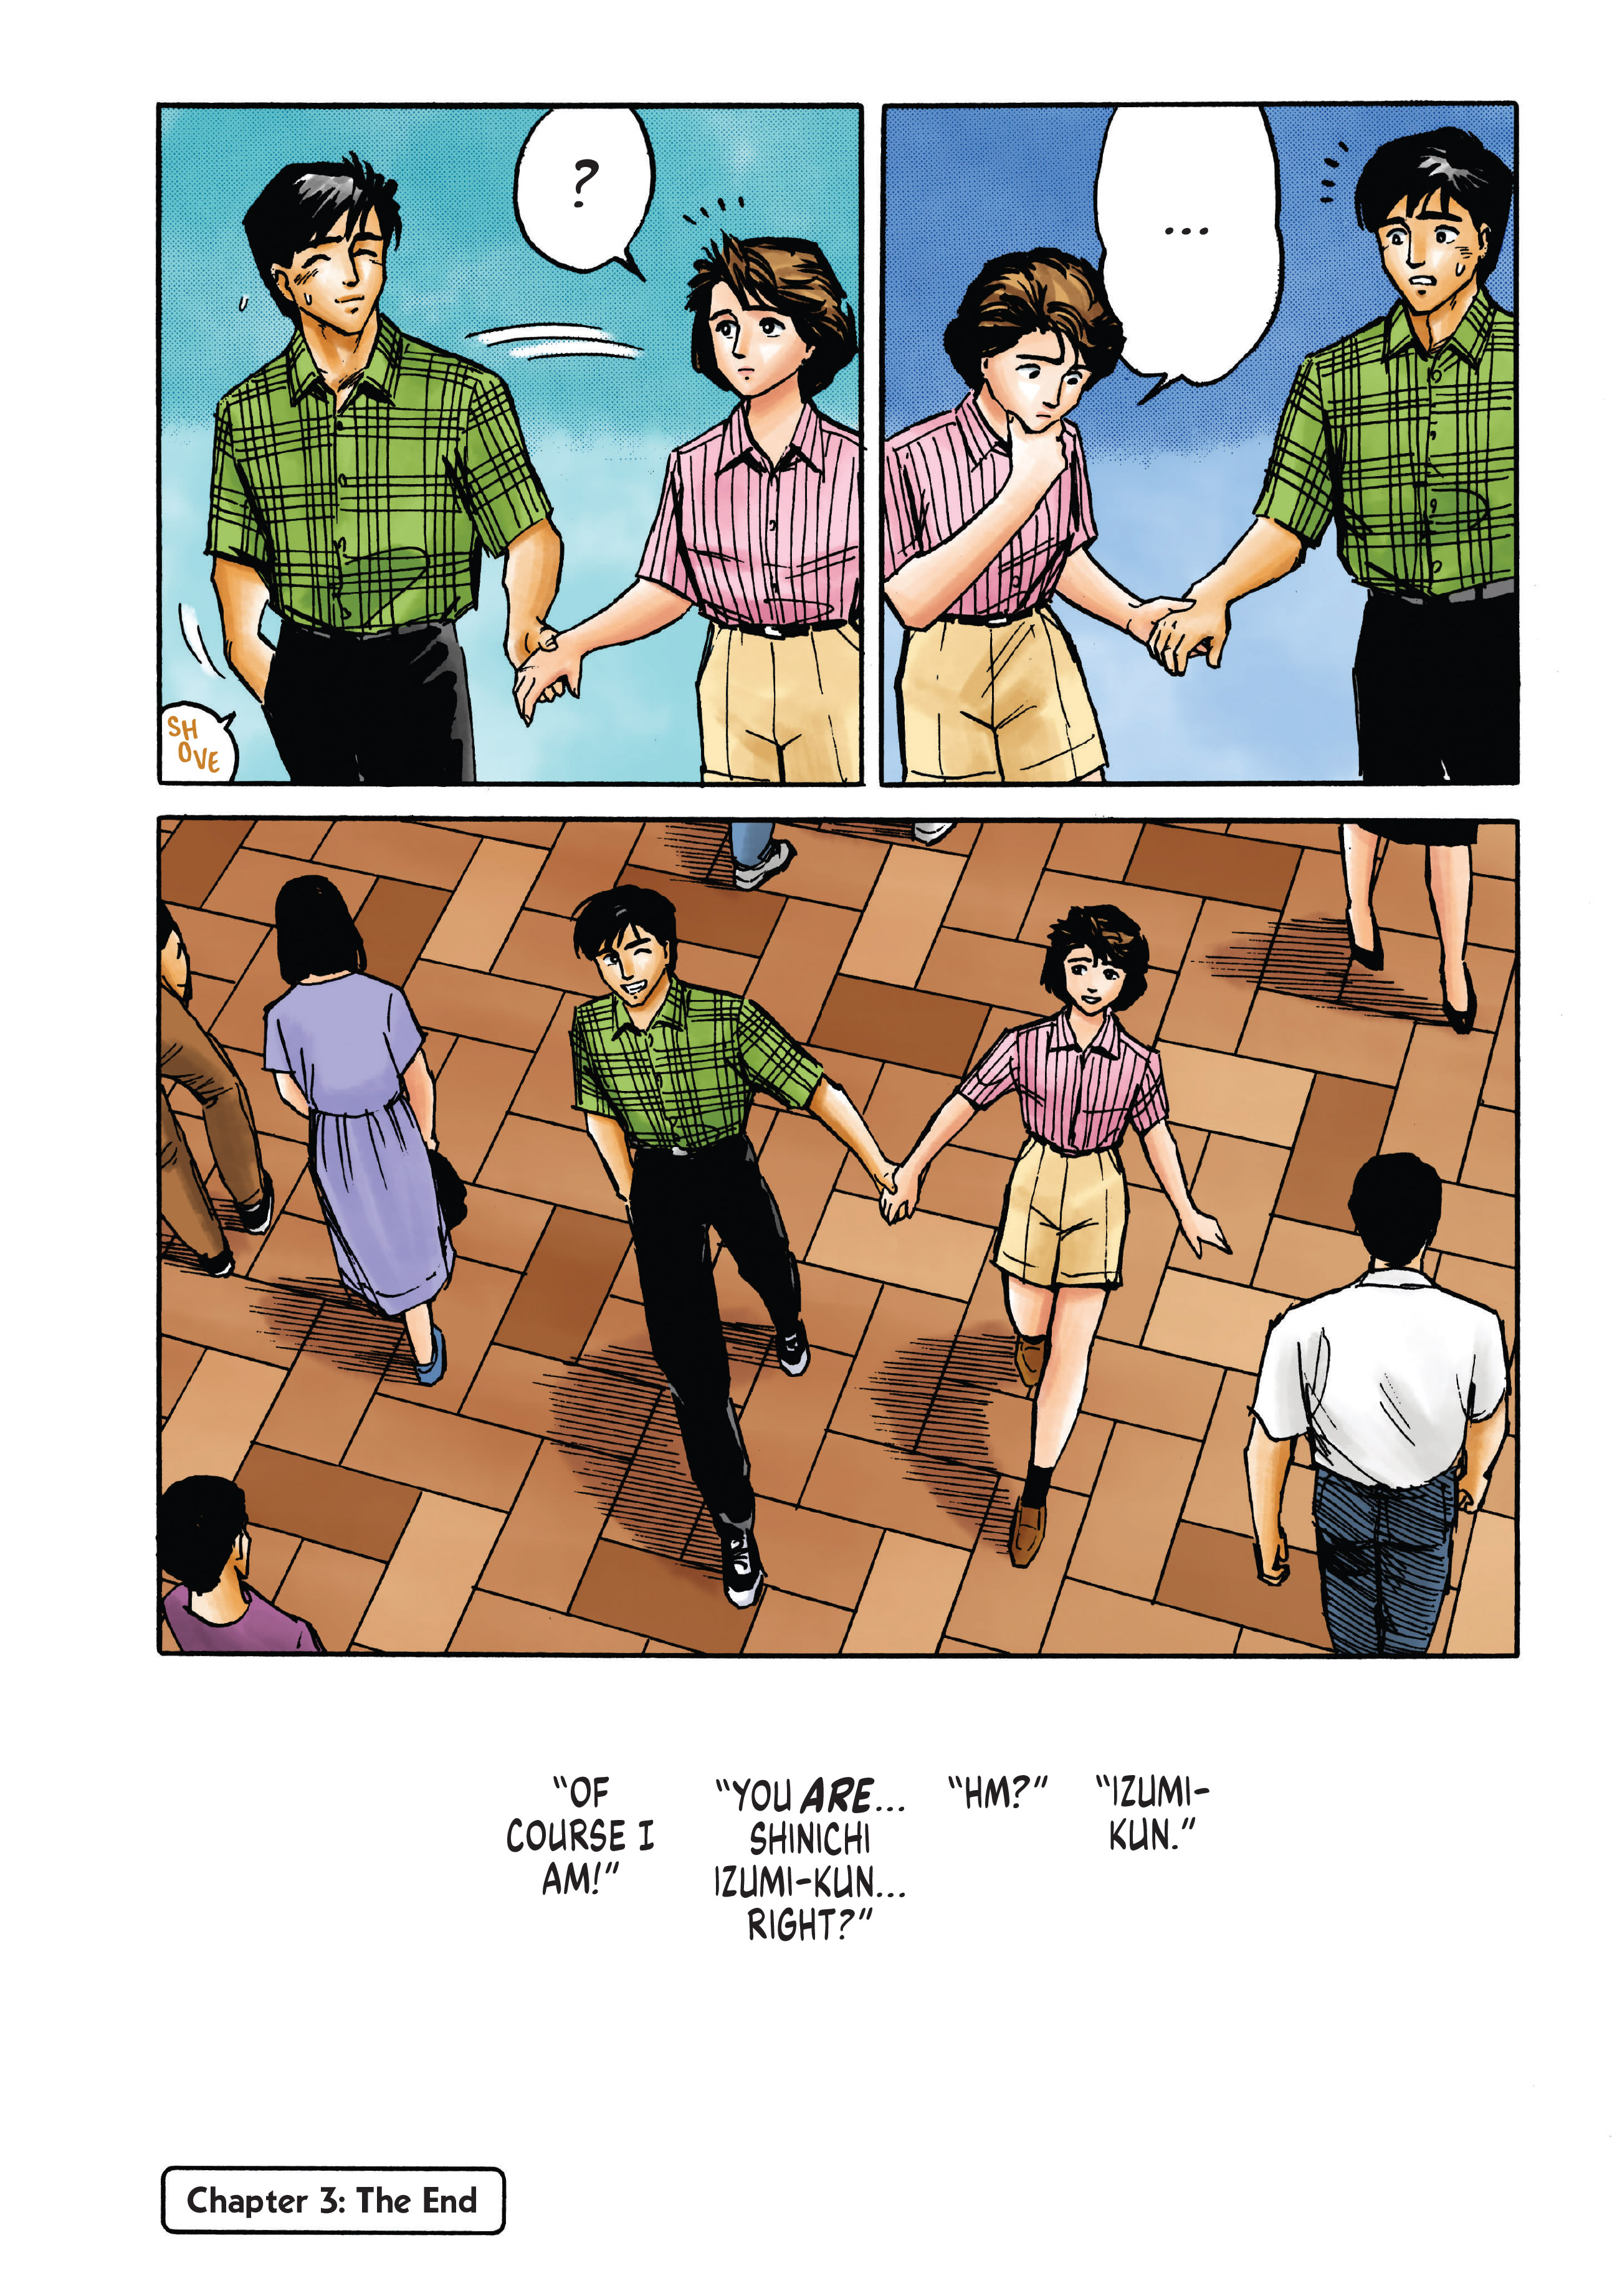 ...
?
SH
OVE
"IZUMI-
KUN."
"HM?"
"YOU ARE...
SHINICHI
IZUMI-KUN...
RIGHT?"
"OF
COURSE I
AM!"
Chapter 3: The End